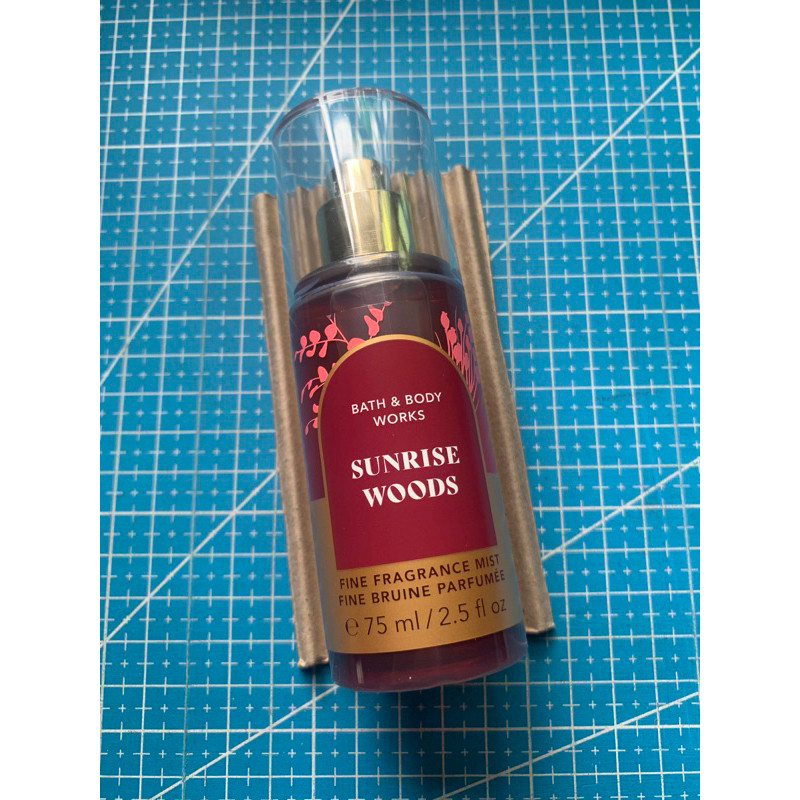 BATH & BODY
WORKS
SUNRISE
WOODS
FINE FRAGRANCE MIST
FINE BRUINE PARFUMÉE
℮ 75 ml / 2.5 fl oz